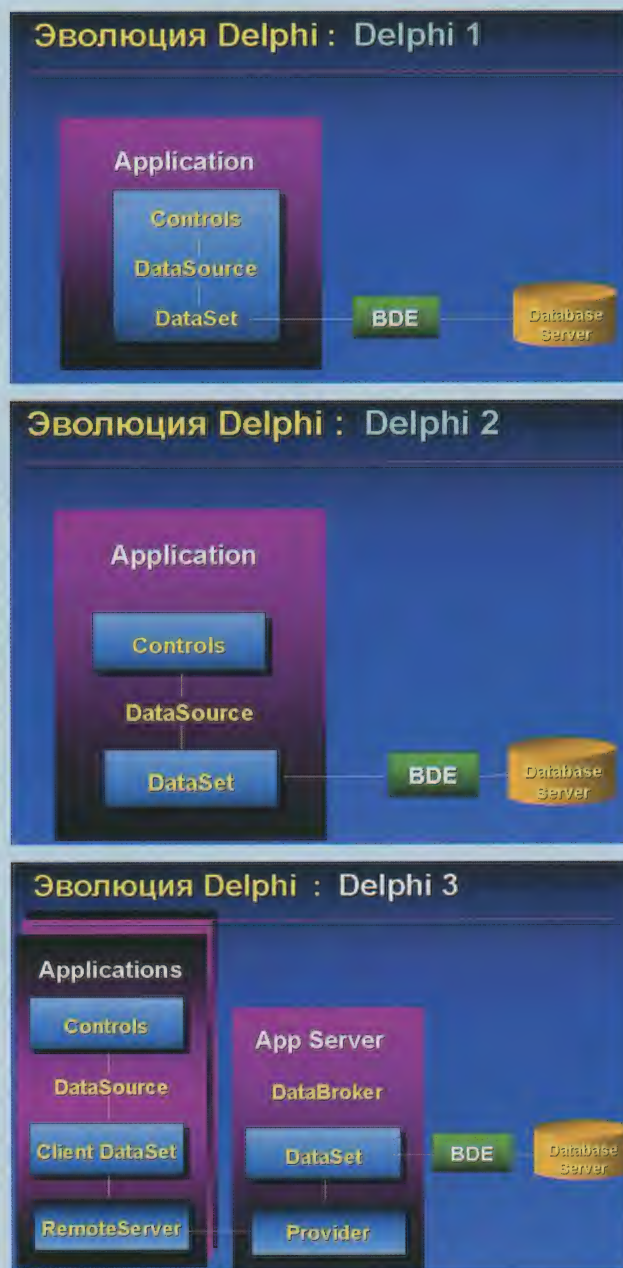 Эволюция Delphi : Delphi 1
Application
Controls
DataSource
DataSet
BDE
Database
Server
Эволюция Delphi : Delphi 2
Application
Controls
DataSource
DataSet
BDE
Database
Server
Эволюция Delphi : Delphi 3
Applications
Controls
DataSource
Client DataSet
RemoteServer
App Server
DataBroker
DataSet
Provider
BDE
Database
Server